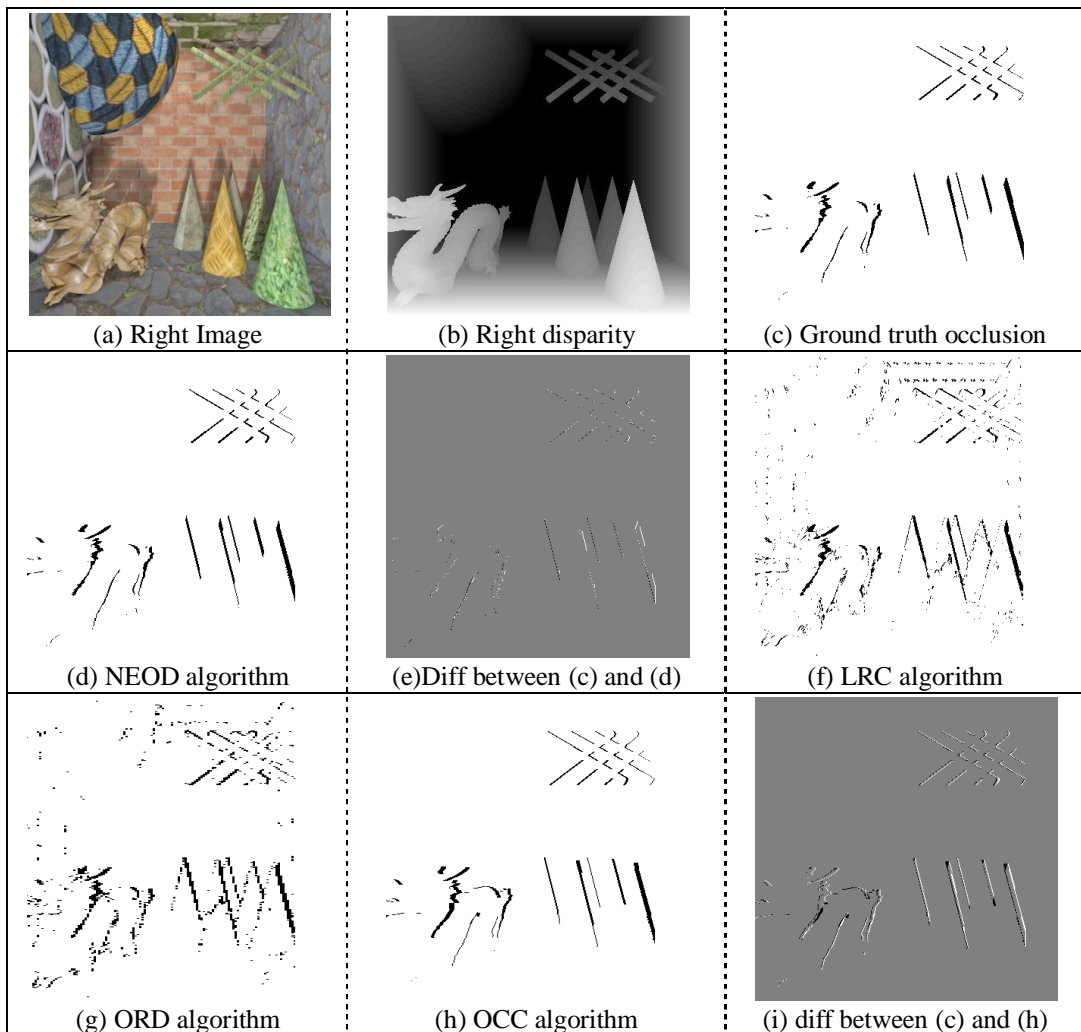 (a) Right Image
(b) Right disparity
(c) Ground truth occlusion
(d) NEOD algorithm
(e)Diff between (c) and (d)
(f) LRC algorithm
(g) ORD algorithm
(h) OCC algorithm
(i) diff between (c) and (h)